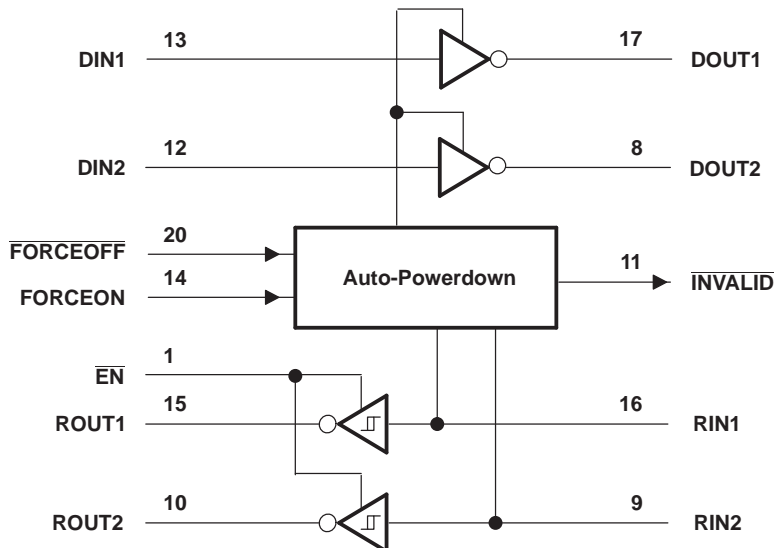 DIN1 13 17 DOUT1
DIN2 12 8 DOUT2
FORCEOFF 20
Auto-Powerdown 11 INVALID
FORCEON 14
EN 1
ROUT1 15 16 RIN1
ROUT2 10 9 RIN2